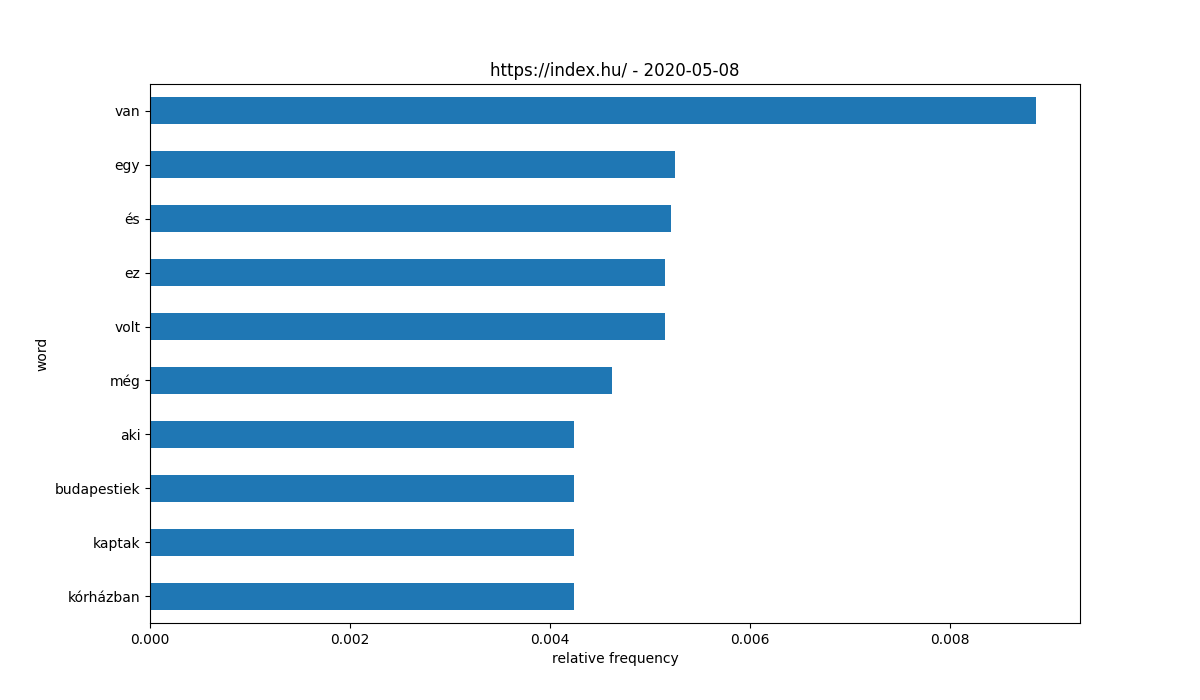 https://index.hu/ - 2020-05-08
van
egy
és
ez
volt
még
aki
budapestiek
kaptak
kórházban
word
0.000 0.002 0.004 0.006 0.008
relative frequency